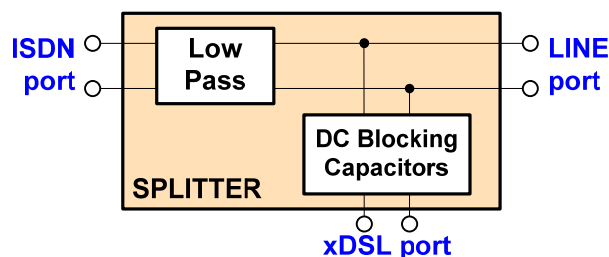 ISDN
port
Low
Pass
LINE
port
DC Blocking
Capacitors
SPLITTER
xDSL port